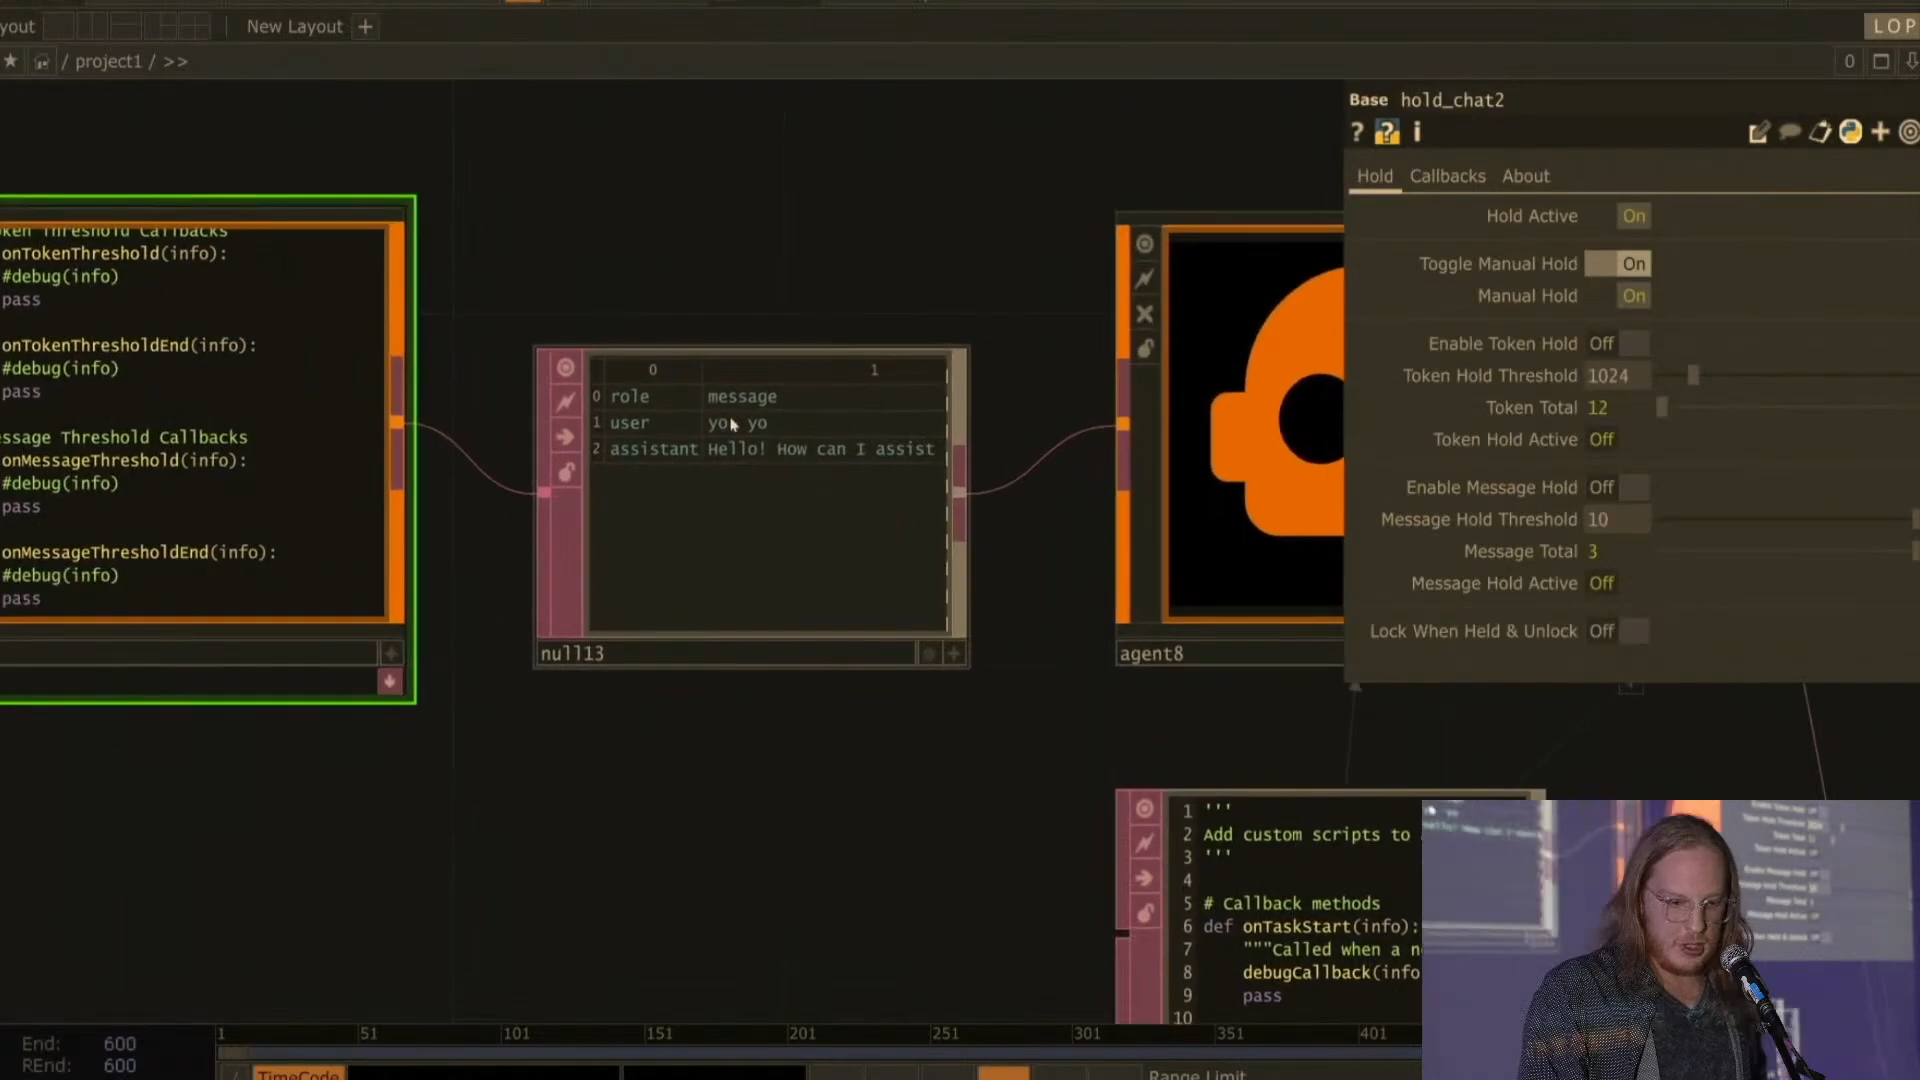 yout
New Layout +
LOP
/ project1 / >>
0
Base hold_chat2
? ? i
Hold Callbacks About
Hold Active On
Toggle Manual Hold On
Manual Hold On
Enable Token Hold Off
Token Hold Threshold 1024
Token Total 12
Token Hold Active Off
Enable Message Hold Off
Message Hold Threshold 10
Message Total 3
Message Hold Active Off
Lock When Held & Unlock Off
ken Threshold Callbacks
onTokenThreshold(info):
#debug(info)
pass
onTokenThresholdEnd(info):
#debug(info)
pass
ssage Threshold Callbacks
onMessageThreshold(info):
#debug(info)
pass
onMessageThresholdEnd(info):
#debug(info)
pass
0 1
0 role message
1 user yo yo
2 assistant Hello! How can I assist
null13
agent8
1 '''
2 Add custom scripts to
3 '''
4
5 # Callback methods
6 def onTaskStart(info):
7 """Called when a n
8 debugCallback(info
9 pass
10
1 51 101 151 201 251 301 351 401
End: 600
REnd: 600
TimeCode
Range Limit